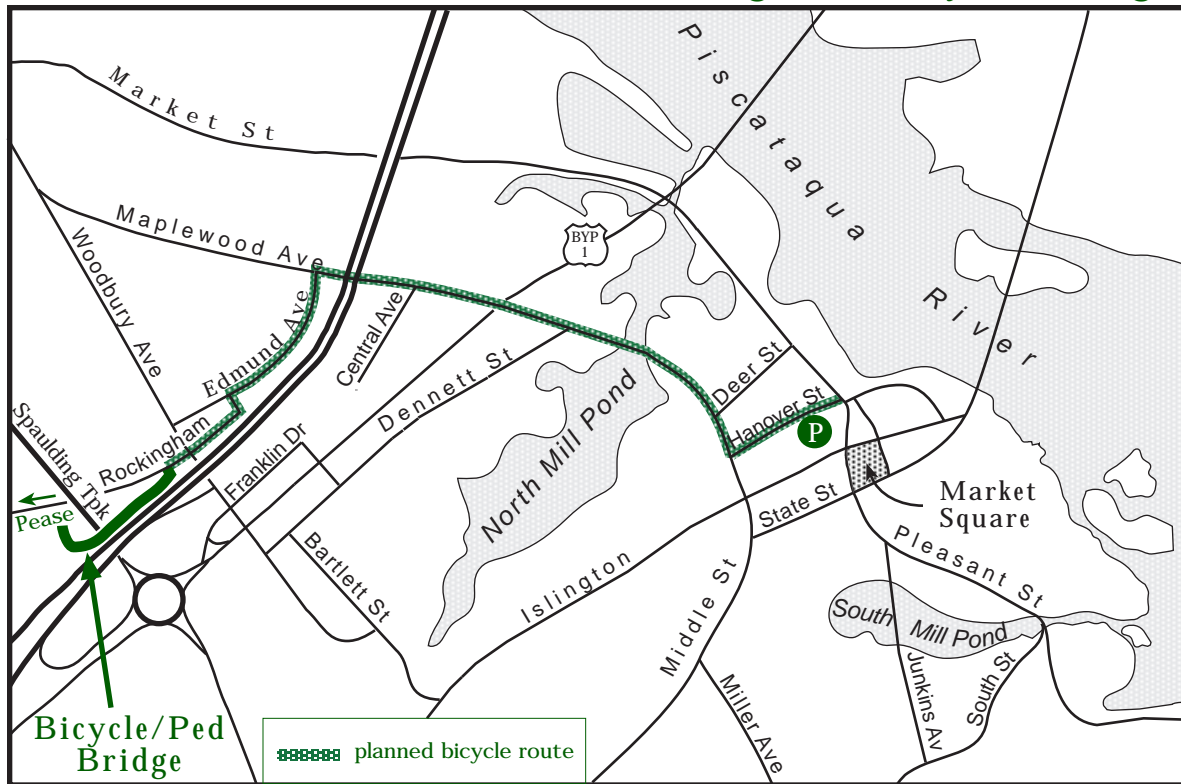 Piscataqua River
Market St
Maplewood Ave
Woodbury Ave
BYP
1
Edmund Ave
Central Ave
Dennett St
Deer St
Hanover St
P
Rockingham
Spaulding Tpk
Franklin Dr
Pease
North Mill Pond
State St
Market
Square
Bartlett St
Islington
Middle St
Pleasant St
South Mill Pond
Junkins Av
South St
Miller Ave
Bicycle/Ped
Bridge
planned bicycle route